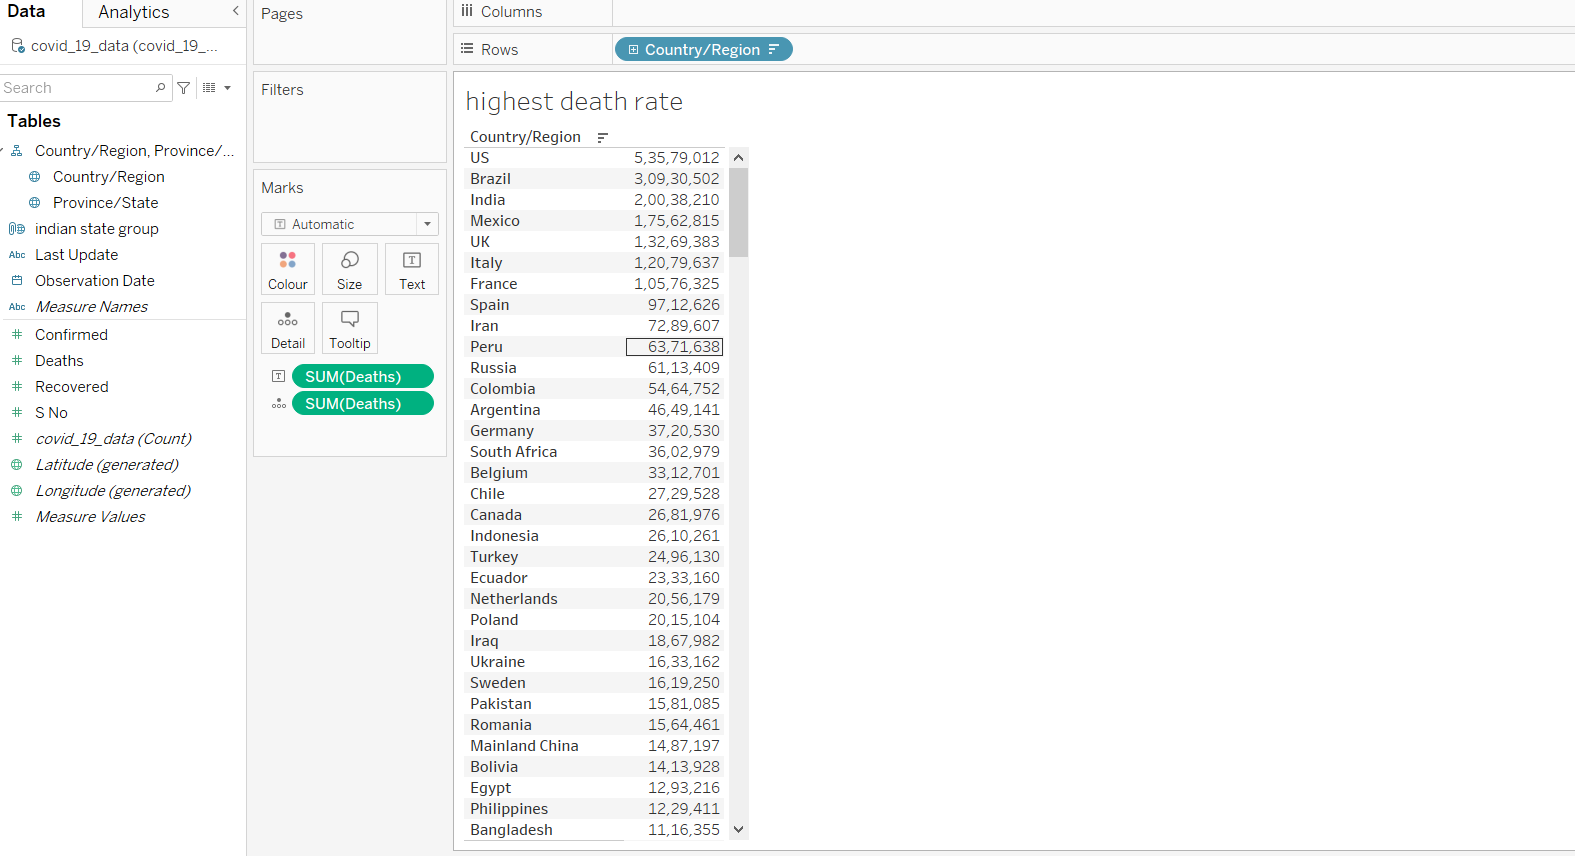 Data
Analytics
covid_19_data (covid_19_...
Search
Tables
Country/Region, Province/...
Country/Region
Province/State
indian state group
Abc Last Update
Observation Date
Abc Measure Names
Confirmed
Deaths
Recovered
S No
covid_19_data (Count)
Latitude (generated)
Longitude (generated)
Measure Values
Pages
Filters
Marks
Automatic
Colour Size Text
Detail Tooltip
SUM(Deaths)
SUM(Deaths)
Columns
Rows
Country/Region
highest death rate
Country/Region
US 5,35,79,012
Brazil 3,09,30,502
India 2,00,38,210
Mexico 1,75,62,815
UK 1,32,69,383
Italy 1,20,79,637
France 1,05,76,325
Spain 97,12,626
Iran 72,89,607
Peru 63,71,638
Russia 61,13,409
Colombia 54,64,752
Argentina 46,49,141
Germany 37,20,530
South Africa 36,02,979
Belgium 33,12,701
Chile 27,29,528
Canada 26,81,976
Indonesia 26,10,261
Turkey 24,96,130
Ecuador 23,33,160
Netherlands 20,56,179
Poland 20,15,104
Iraq 18,67,982
Ukraine 16,33,162
Sweden 16,19,250
Pakistan 15,81,085
Romania 15,64,461
Mainland China 14,87,197
Bolivia 14,13,928
Egypt 12,93,216
Philippines 12,29,411
Bangladesh 11,16,355